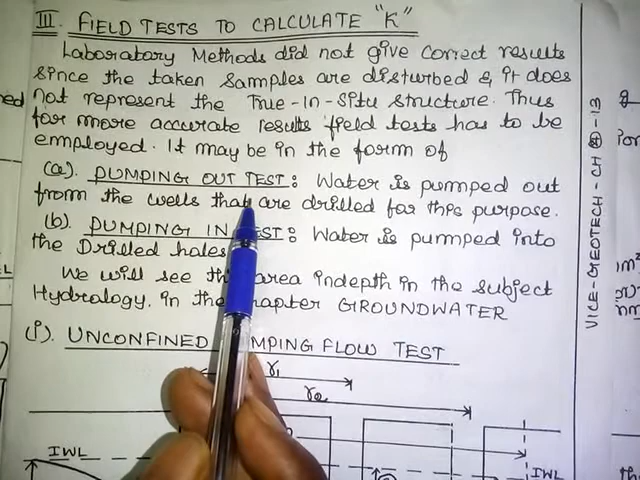 III. FIELD TESTS TO CALCULATE "K"
Laboratory Methods did not give correct results
since the taken samples are disturbed & it does
not represent the True-in-situ structure. Thus
for more accurate results field tests has to be
employed. It may be in the form of
(a). PUMPING OUT TEST: Water is pumped out
from the wells that are drilled for this purpose.
(b). PUMPING IN TEST: Water is pumped into
the Drilled holes
We will see this area indepth in the subject
Hydrology. in the chapter GROUNDWATER
(i). UNCONFINED PUMPING FLOW TEST
r1
r2
IWL
IWL
VICE-GEOTECH-CH-13